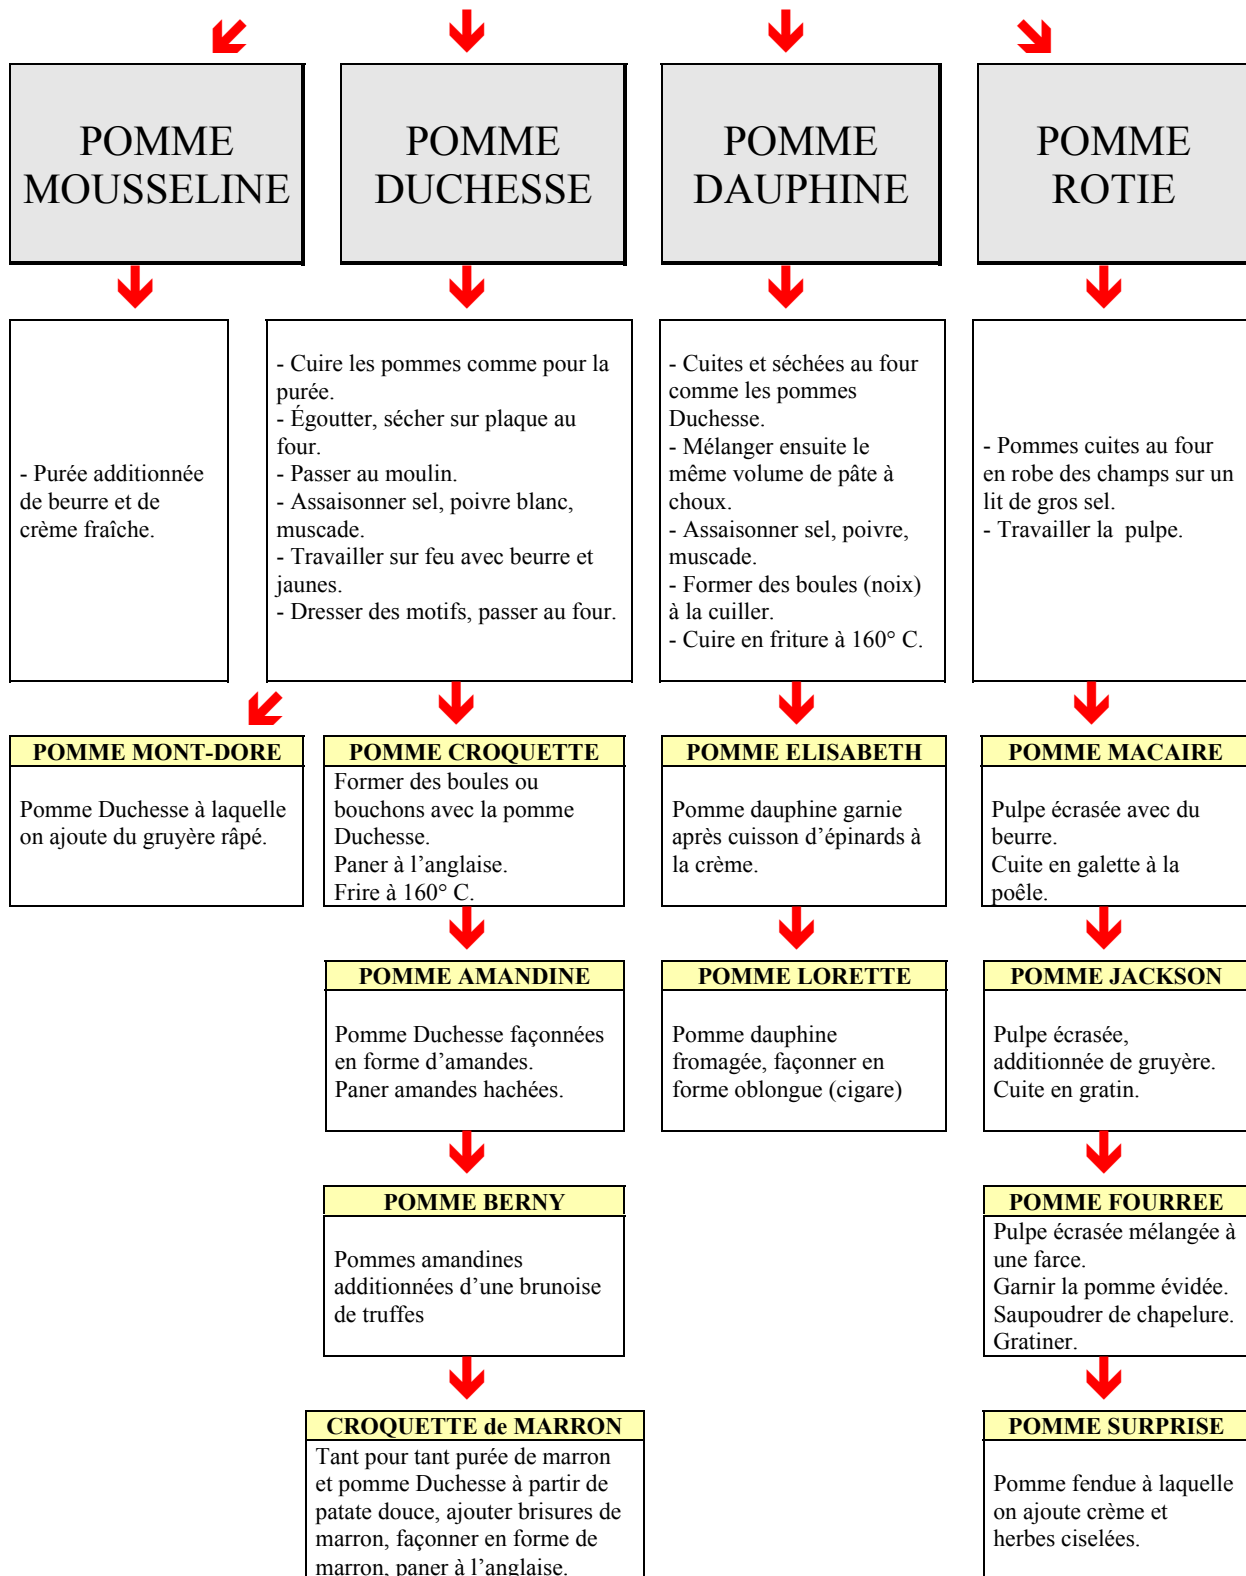 POMME
MOUSSELINE
POMME
DUCHESSE
POMME
DAUPHINE
POMME
ROTIE
- Purée additionnée
de beurre et de
crème fraîche.
- Cuire les pommes comme pour la
purée.
- Égoutter, sécher sur plaque au
four.
- Passer au moulin.
- Assaisonner sel, poivre blanc,
muscade.
- Travailler sur feu avec beurre et
jaunes.
- Dresser des motifs, passer au four.
- Cuites et séchées au four
comme les pommes
Duchesse.
- Mélanger ensuite le
même volume de pâte à
choux.
- Assaisonner sel, poivre,
muscade.
- Former des boules (noix)
à la cuiller.
- Cuire en friture à 160° C.
- Pommes cuites au four
en robe des champs sur un
lit de gros sel.
- Travailler la  pulpe.
POMME MONT-DORE
Pomme Duchesse à laquelle
on ajoute du gruyère râpé.
POMME CROQUETTE
Former des boules ou
bouchons avec la pomme
Duchesse.
Paner à l’anglaise.
Frire à 160° C.
POMME ELISABETH
Pomme dauphine garnie
après cuisson d’épinards à
la crème.
POMME MACAIRE
Pulpe écrasée avec du
beurre.
Cuite en galette à la
poêle.
POMME AMANDINE
Pomme Duchesse façonnées
en forme d’amandes.
Paner amandes hachées.
POMME LORETTE
Pomme dauphine
fromagée, façonner en
forme oblongue (cigare)
POMME JACKSON
Pulpe écrasée,
additionnée de gruyère.
Cuite en gratin.
POMME BERNY
Pommes amandines
additionnées d’une brunoise
de truffes
POMME FOURREE
Pulpe écrasée mélangée à
une farce.
Garnir la pomme évidée.
Saupoudrer de chapelure.
Gratiner.
CROQUETTE de MARRON
Tant pour tant purée de marron
et pomme Duchesse à partir de
patate douce, ajouter brisures de
marron, façonner en forme de
marron, paner à l’anglaise.
POMME SURPRISE
Pomme fendue à laquelle
on ajoute crème et
herbes ciselées.